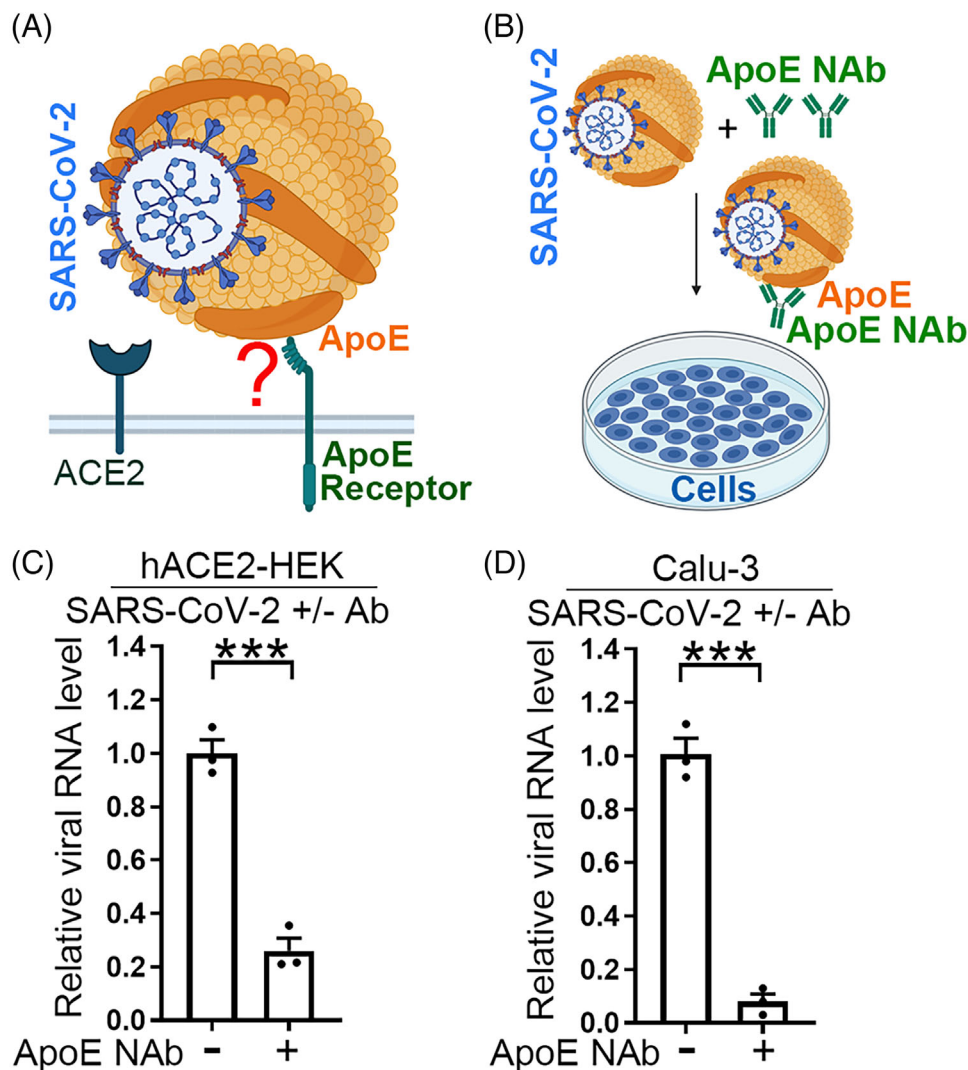 (A)
SARS-CoV-2
ApoE
?
ACE2
ApoE
Receptor
(B)
SARS-CoV-2
ApoE NAb
+
ApoE
ApoE NAb
Cells
(C)
hACE2-HEK
SARS-CoV-2 +/- Ab
Relative viral RNA level
1.4
1.2
1.0
0.8
0.6
0.4
0.2
0.0
***
ApoE NAb - +
(D)
Calu-3
SARS-CoV-2 +/- Ab
Relative viral RNA level
1.4
1.2
1.0
0.8
0.6
0.4
0.2
0.0
***
ApoE NAb - +